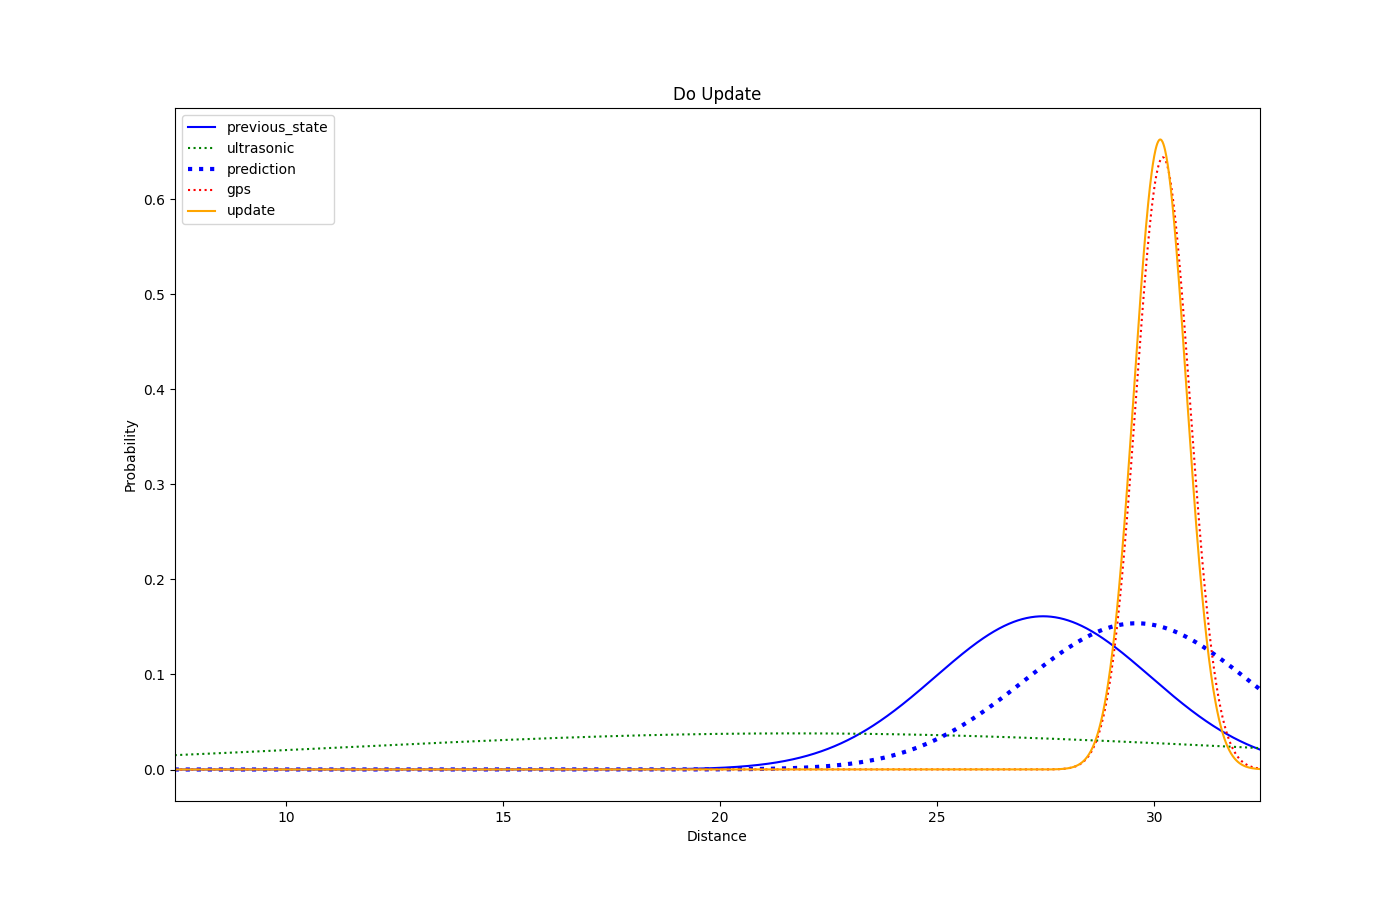 Do Update
previous_state
ultrasonic
prediction
gps
update
0.6
0.5
0.4
0.3
0.2
0.1
0.0
Probability
10 15 20 25 30
Distance